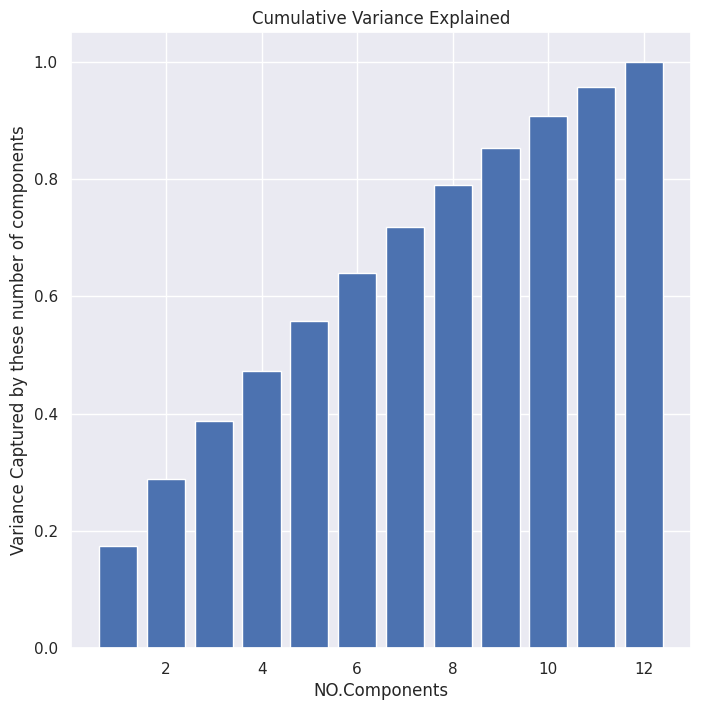 Cumulative Variance Explained
Variance Captured by these number of components
1.0
0.8
0.6
0.4
0.2
0.0
2 4 6 8 10 12
NO.Components